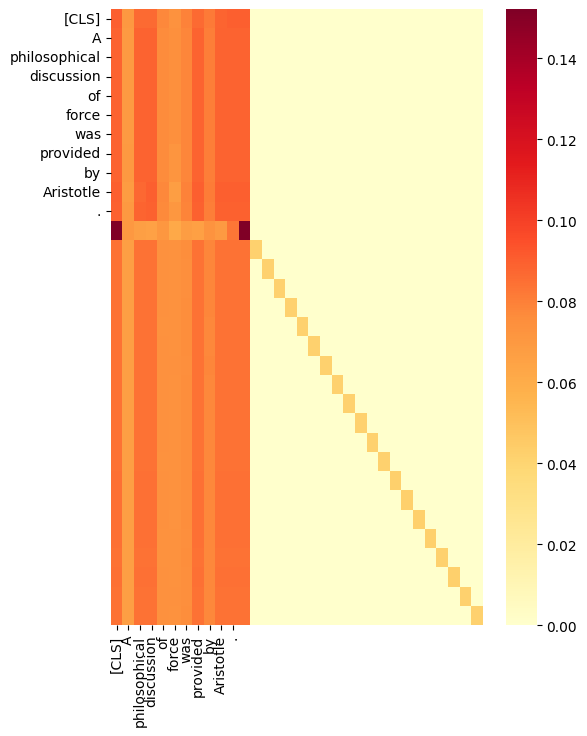 [CLS]
A
philosophical
discussion
of
force
was
provided
by
Aristotle
.
0.14
0.12
0.10
0.08
0.06
0.04
0.02
0.00
[CLS]
A
philosophical
discussion
of
force
was
provided
by
Aristotle
.